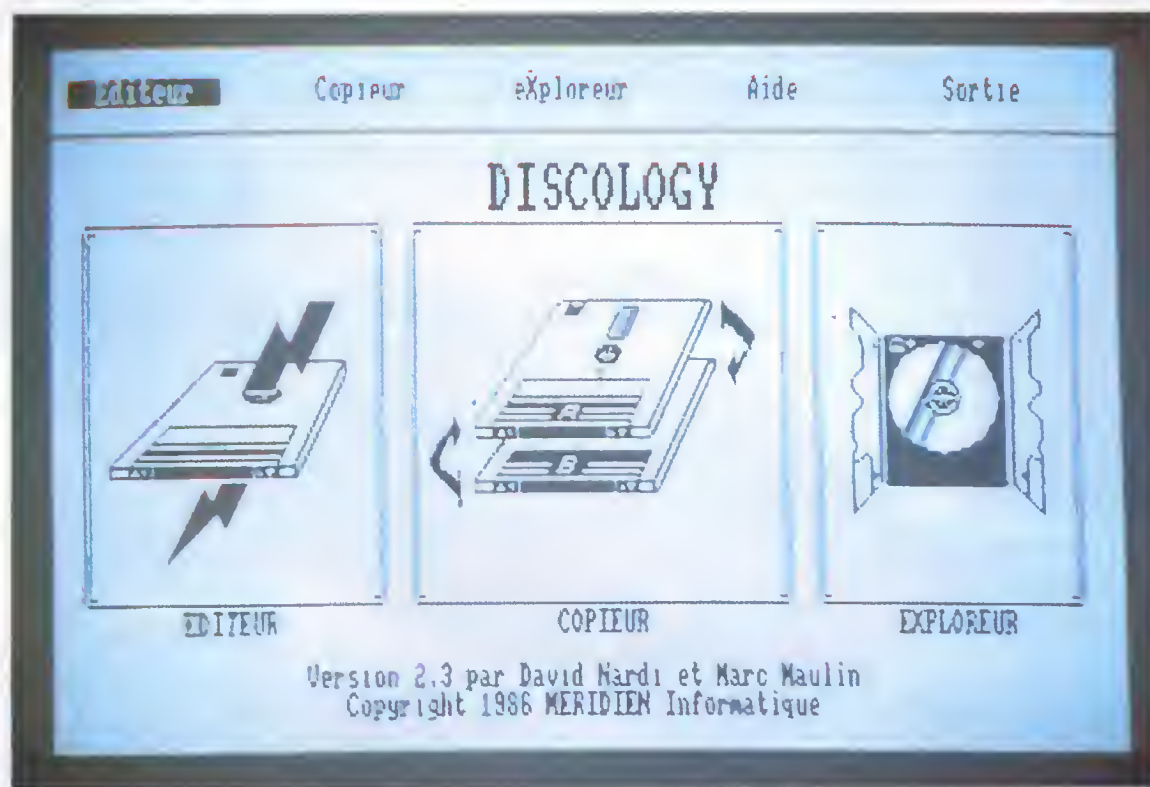 Editeur Copieur eXploreur Aide Sortie
DISCOLOGY
A
B
EDITEUR COPIEUR EXPLOREUR
Version 2.3 par David Nardi et Marc Maulin
Copyright 1986 MERIDIEN Informatique